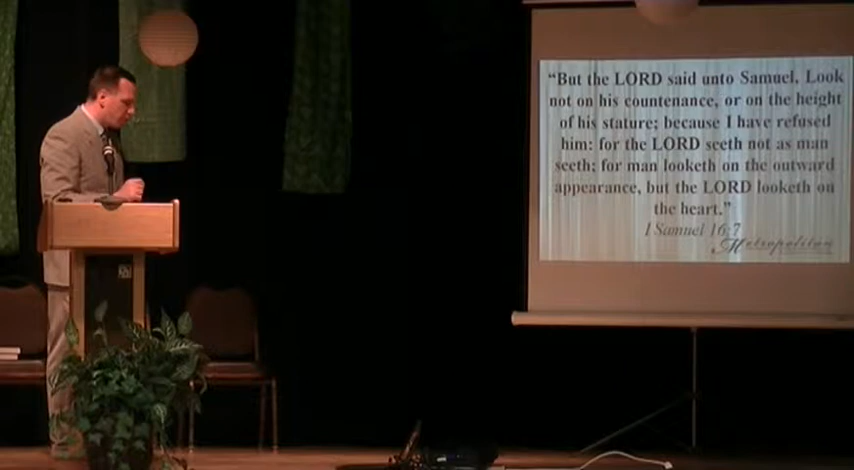 "But the LORD said unto Samuel, Look
not on his countenance, or on the height
of his stature; because I have refused
him: for the LORD seeth not as man
seeth: for man looketh on the outward
appearance, but the LORD looketh on
the heart."
1 Samuel 16:7
Metropolitan